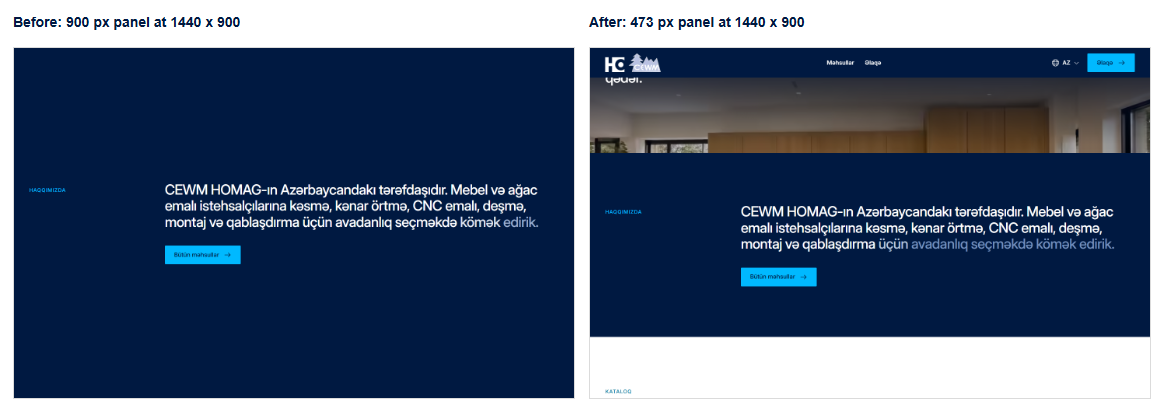 Before: 900 px panel at 1440 x 900
HAQQIMIZDA
CEWM HOMAG-ın Azərbaycandakı tərəfdaşıdır. Mebel və ağac
emalı istehsalçılarına kəsmə, kənar örtmə, CNC emalı, deşmə,
montaj və qablaşdırma üçün avadanlıq seçməkdə kömək edirik.
Bütün məhsullar →
After: 473 px panel at 1440 x 900
CEWM
Məhsullar Əlaqə
AZ
Əlaqə →
qədər.
HAQQIMIZDA
CEWM HOMAG-ın Azərbaycandakı tərəfdaşıdır. Mebel və ağac
emalı istehsalçılarına kəsmə, kənar örtmə, CNC emalı, deşmə,
montaj və qablaşdırma üçün avadanlıq seçməkdə kömək edirik.
Bütün məhsullar →
KATALOQ